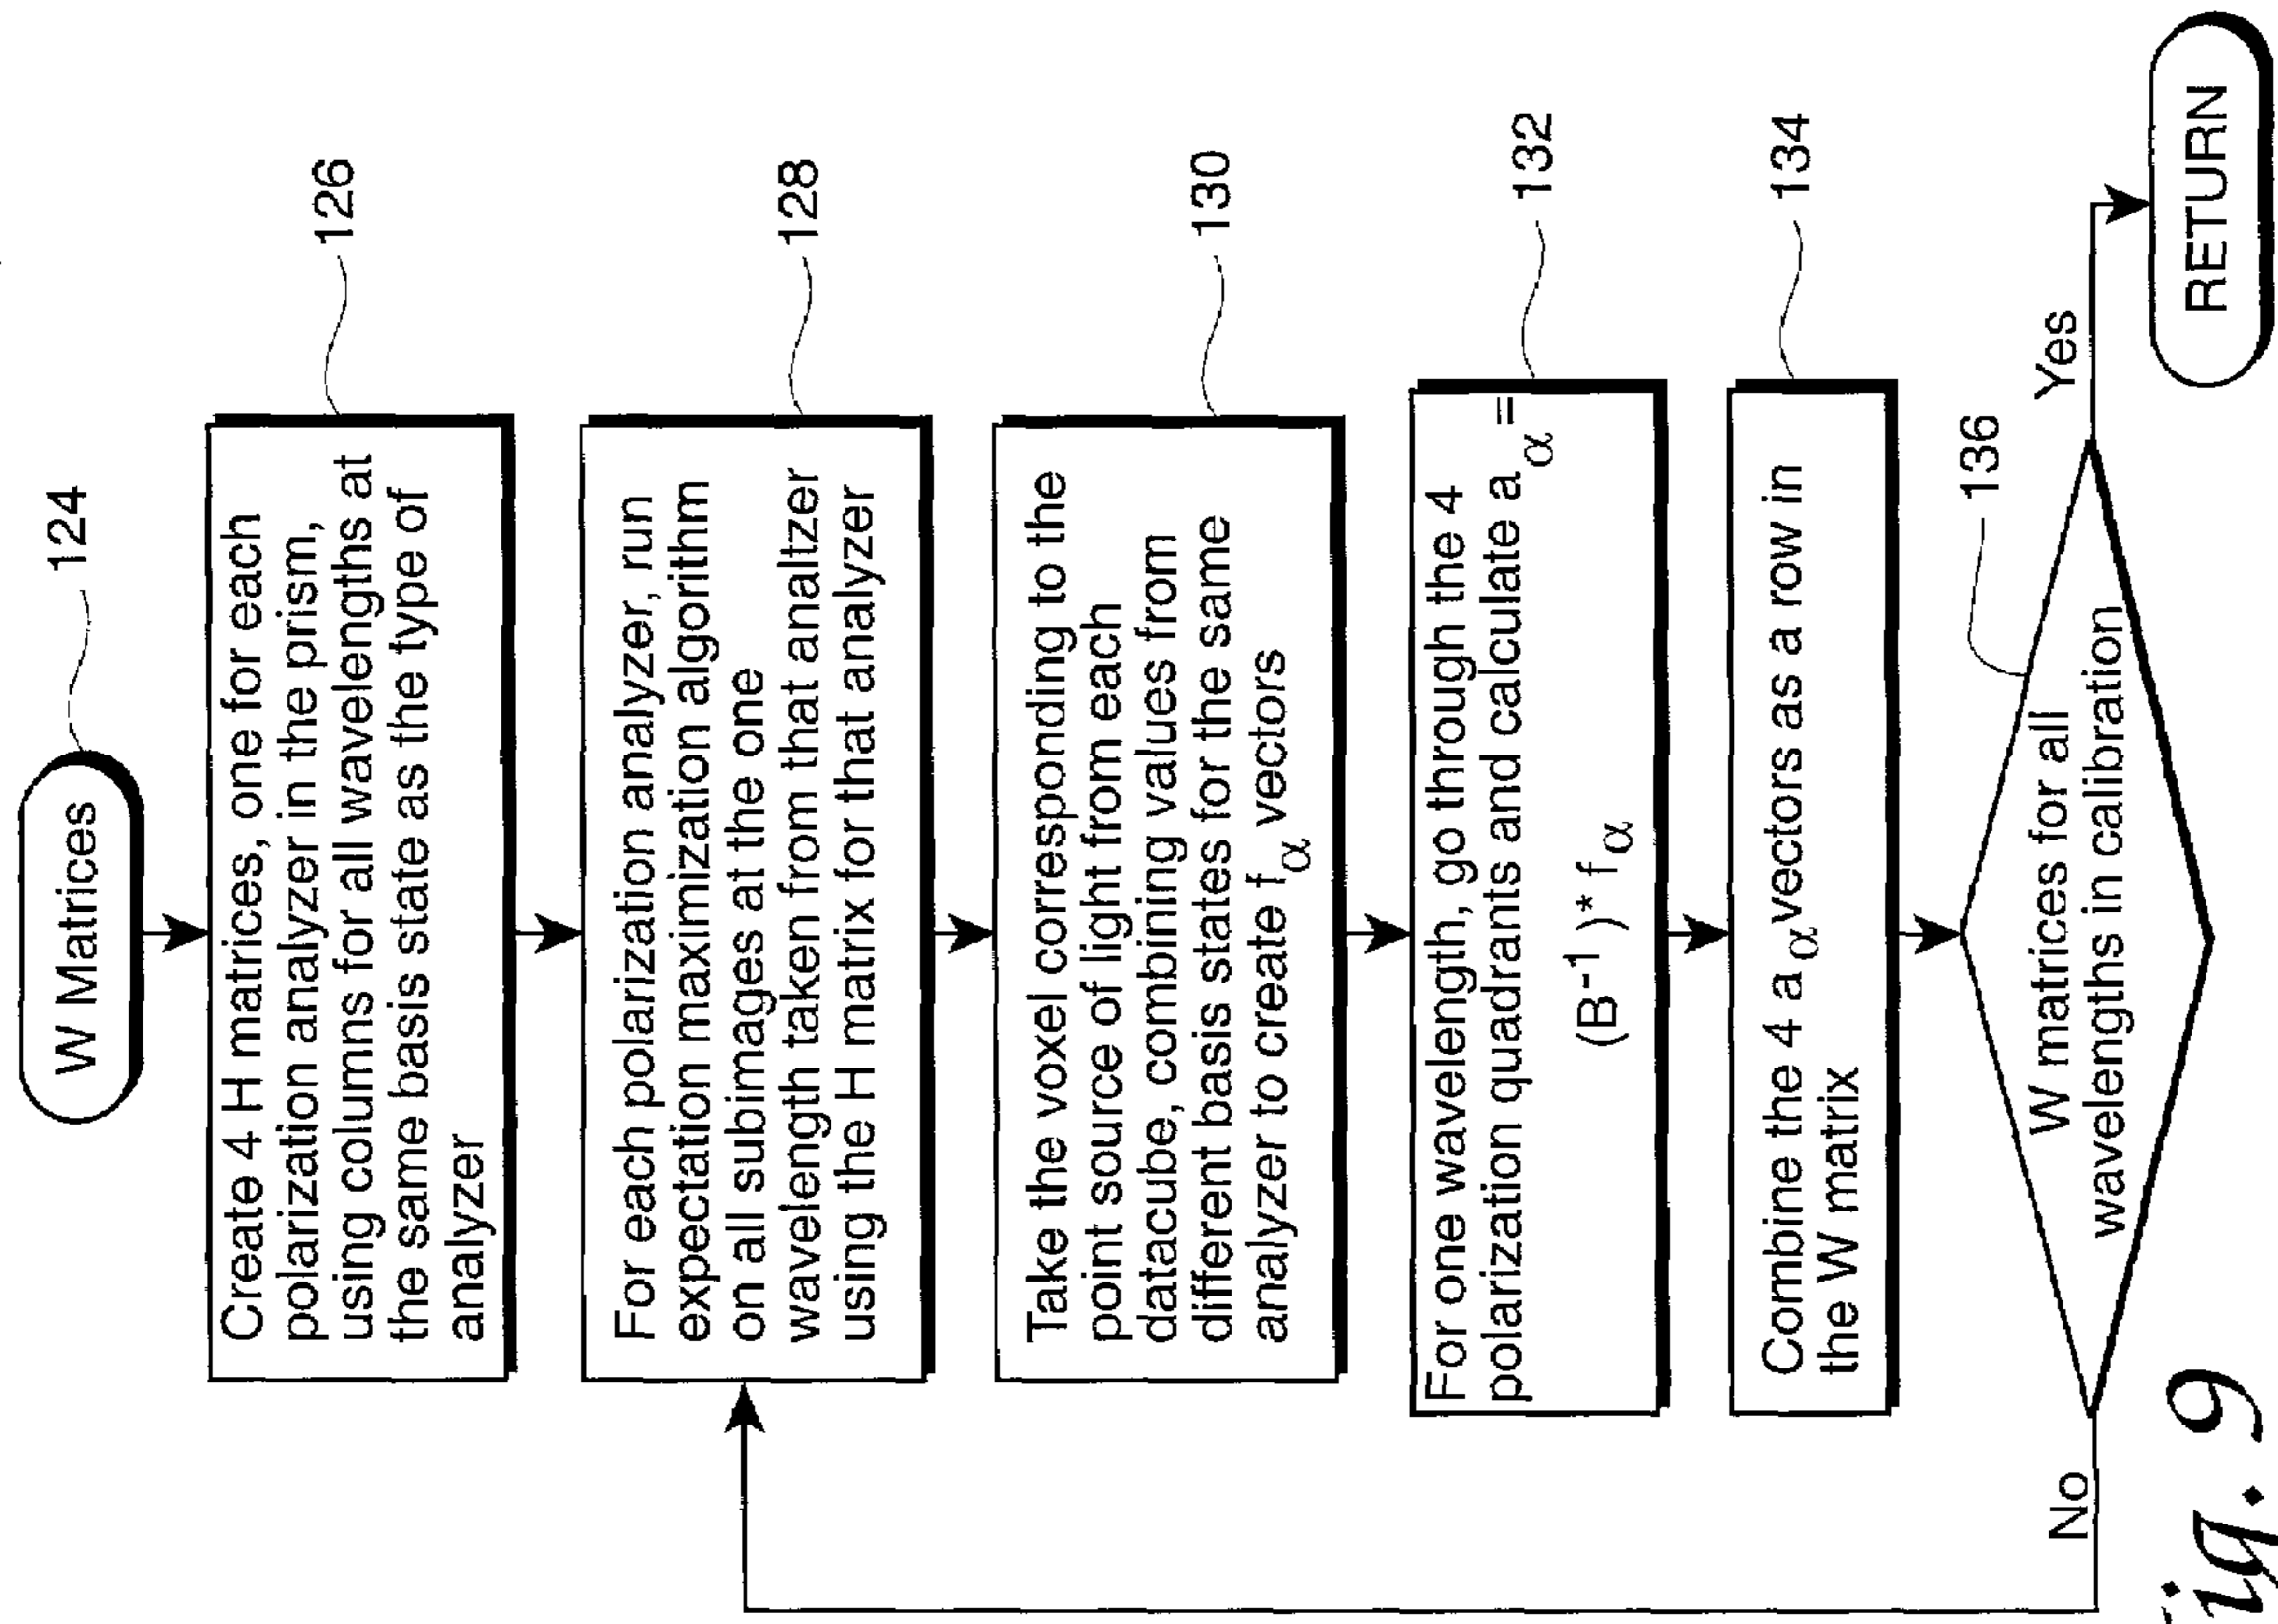 W Matrices
124
Create 4 H matrices, one for each
polarization analyzer in the prism,
using columns for all wavelengths at
the same basis state as the type of
analyzer
126
For each polarization analyzer, run
expectation maximization algorithm
on all subimages at the one
wavelength taken from that analtzer
using the H matrix for that analyzer
128
Take the voxel corresponding to the
point source of light from each
datacube, combining values from
different basis states for the same
analyzer to create fα vectors
130
For one wavelength, go through the 4
polarization quadrants and calculate aα =
(B⁻¹)* fα
132
Combine the 4 aα vectors as a row in
the W matrix
134
W matrices for all
wavelengths in calibration
136
Yes
No
RETURN
ig. 9